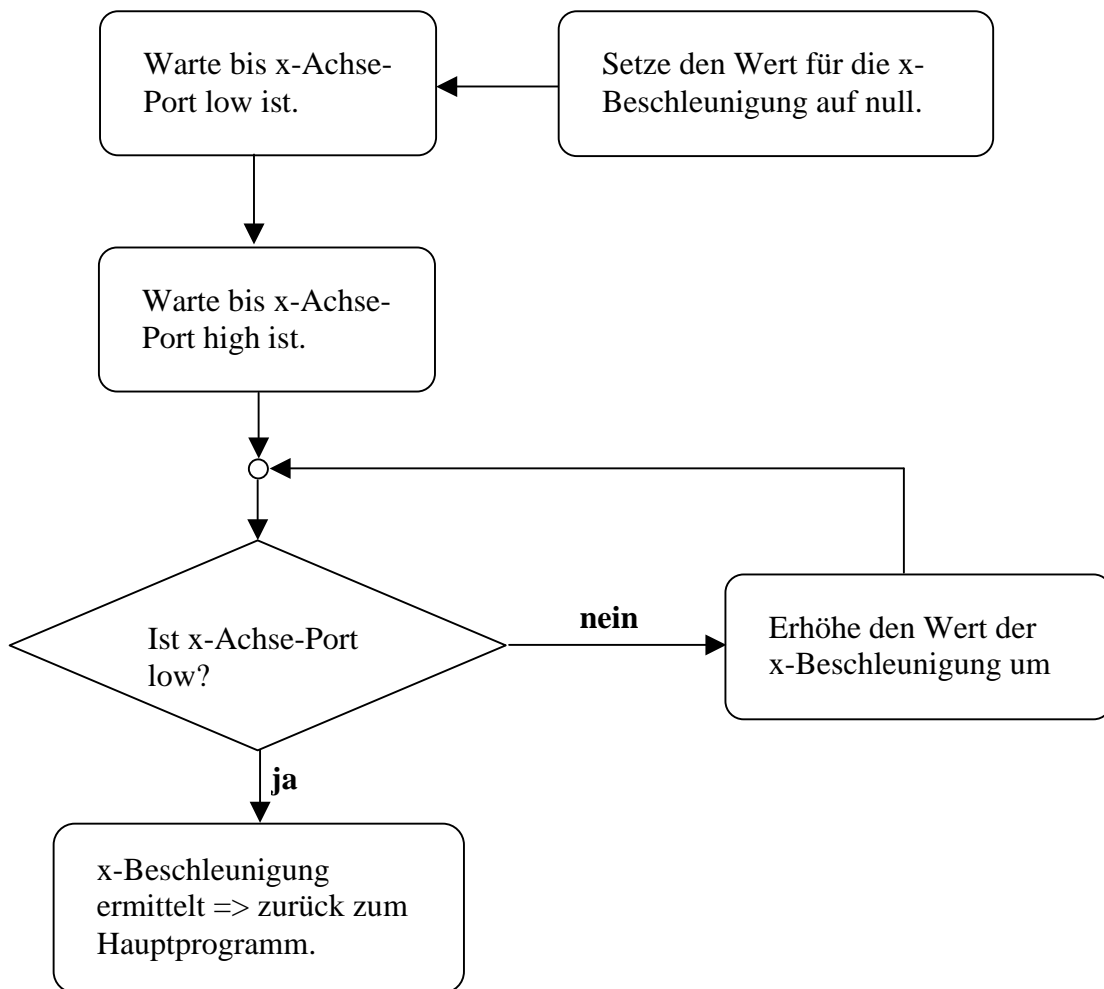 Warte bis x-Achse-
Port low ist.
Setze den Wert für die x-
Beschleunigung auf null.
Warte bis x-Achse-
Port high ist.
Ist x-Achse-Port
low?
nein
Erhöhe den Wert der
x-Beschleunigung um
ja
x-Beschleunigung
ermittelt => zurück zum
Hauptprogramm.